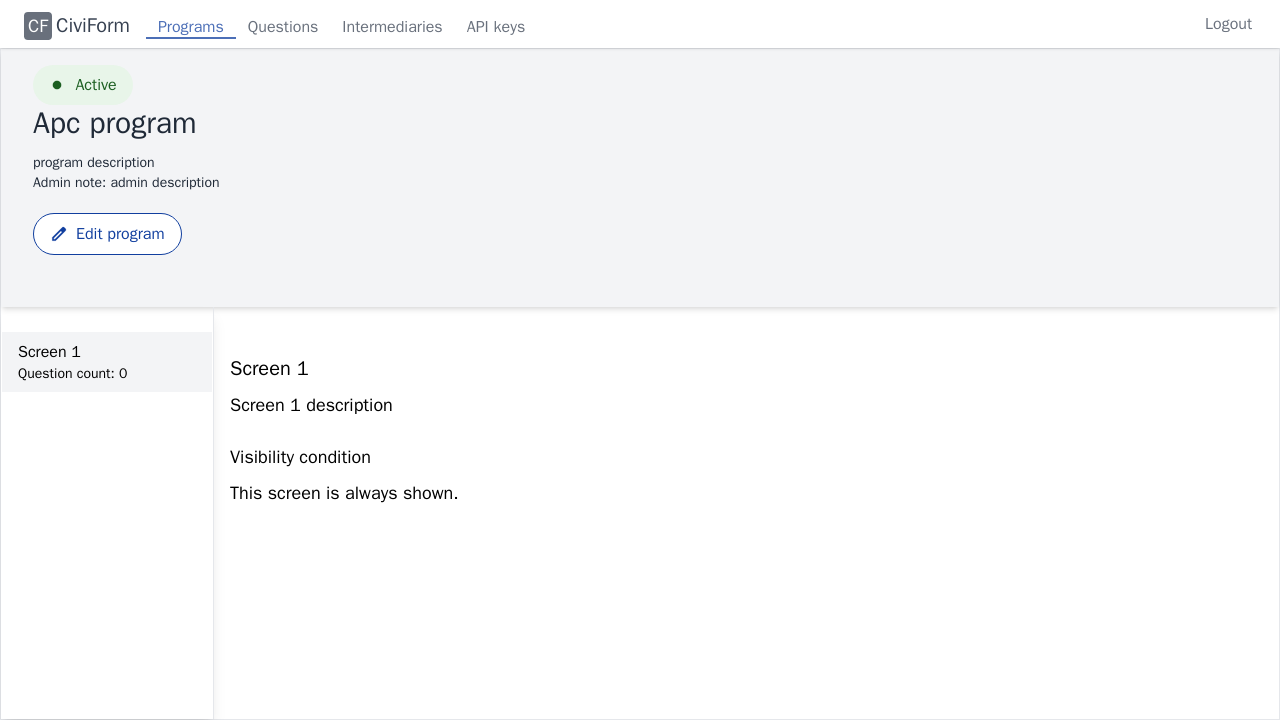 CF CiviForm Programs Questions Intermediaries API keys Logout
Active
Apc program
program description
Admin note: admin description
Edit program
Screen 1
Question count: 0
Screen 1
Screen 1 description
Visibility condition
This screen is always shown.